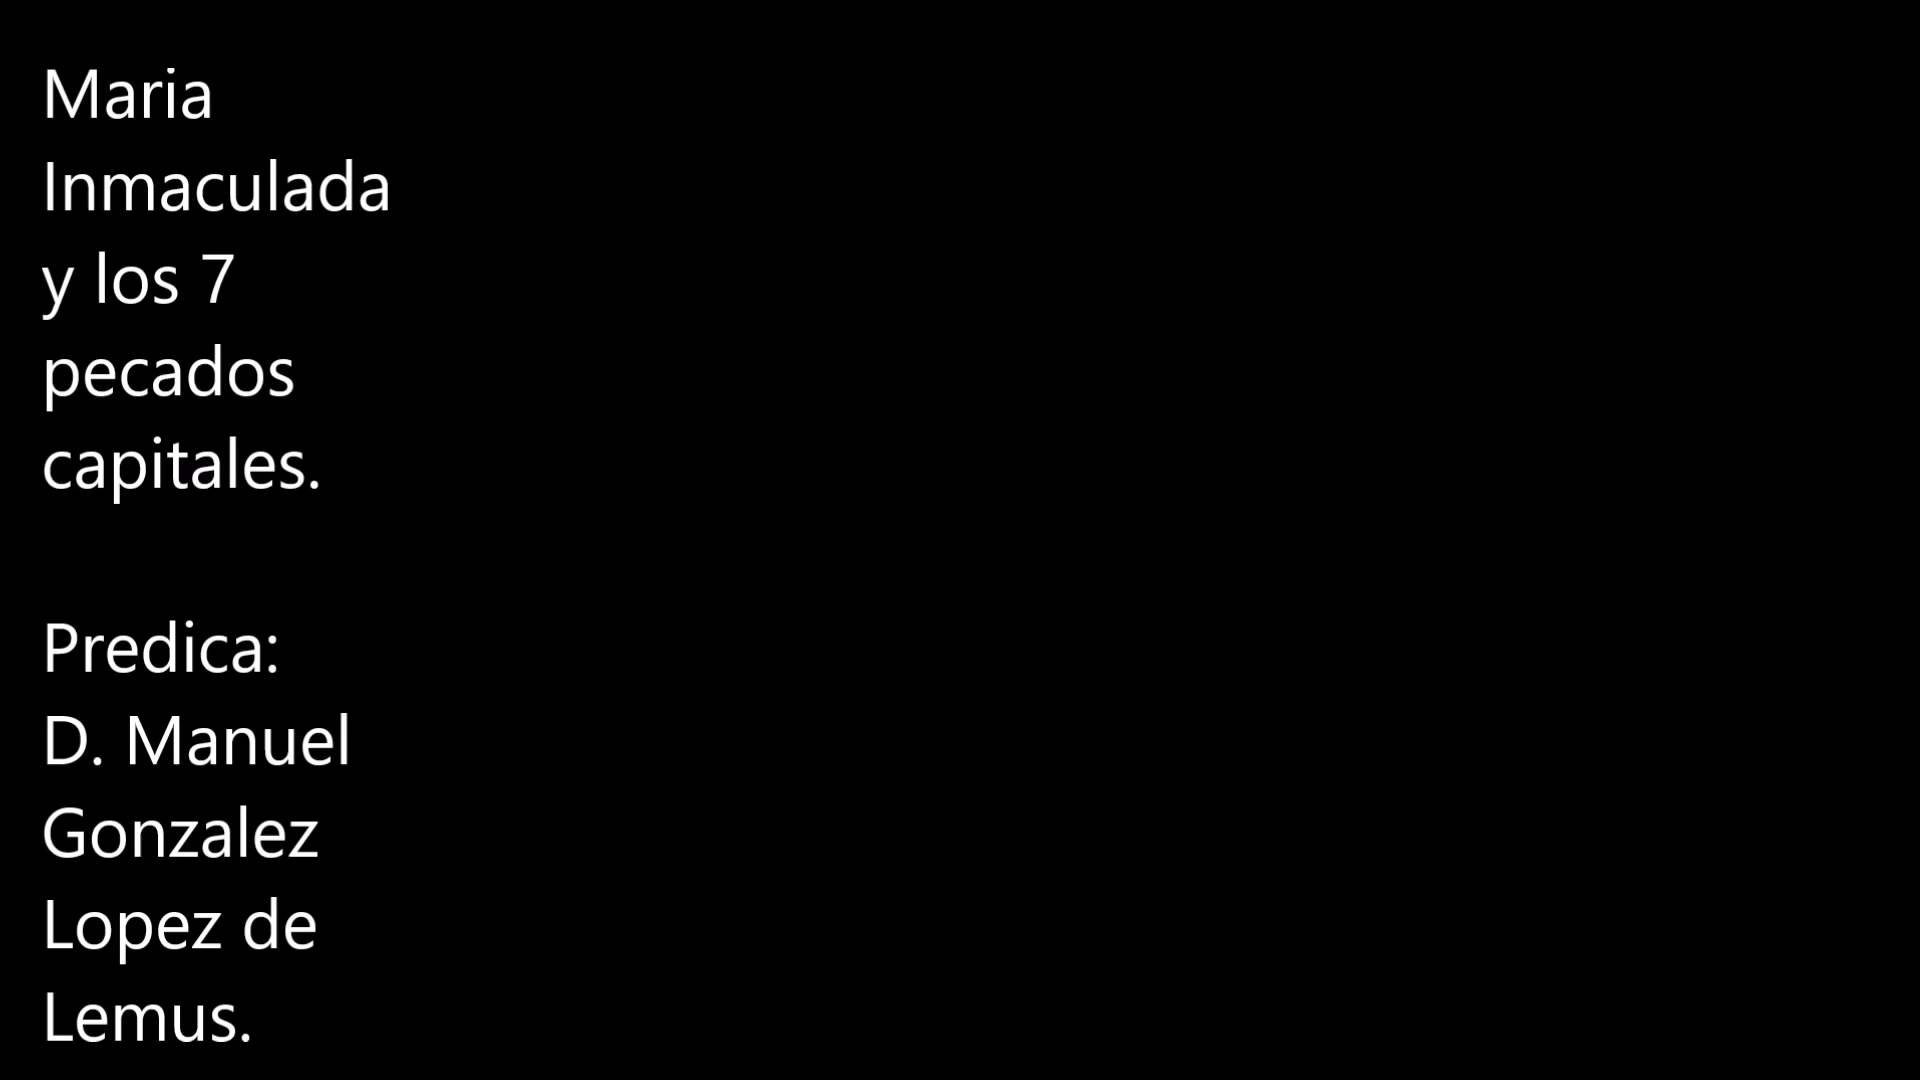 Maria
Inmaculada
y los 7
pecados
capitales.
Predica:
D. Manuel
Gonzalez
Lopez de
Lemus.